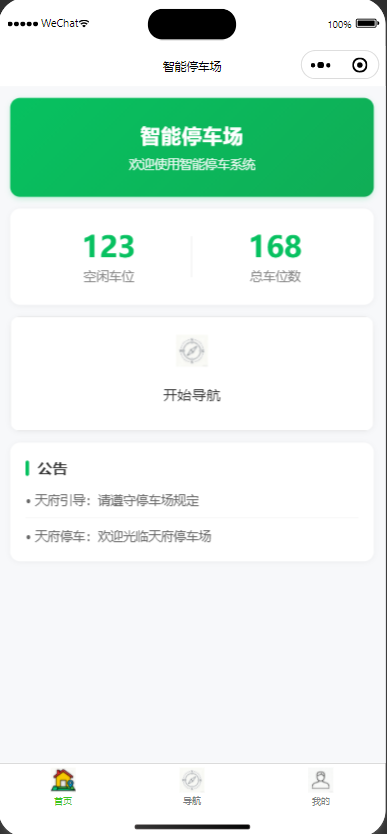 WeChat
100%
智能停车场
智能停车场
欢迎使用智能停车系统
123
168
空闲车位
总车位数
开始导航
公告
• 天府引导：请遵守停车场规定
• 天府停车：欢迎光临天府停车场
首页
导航
我的